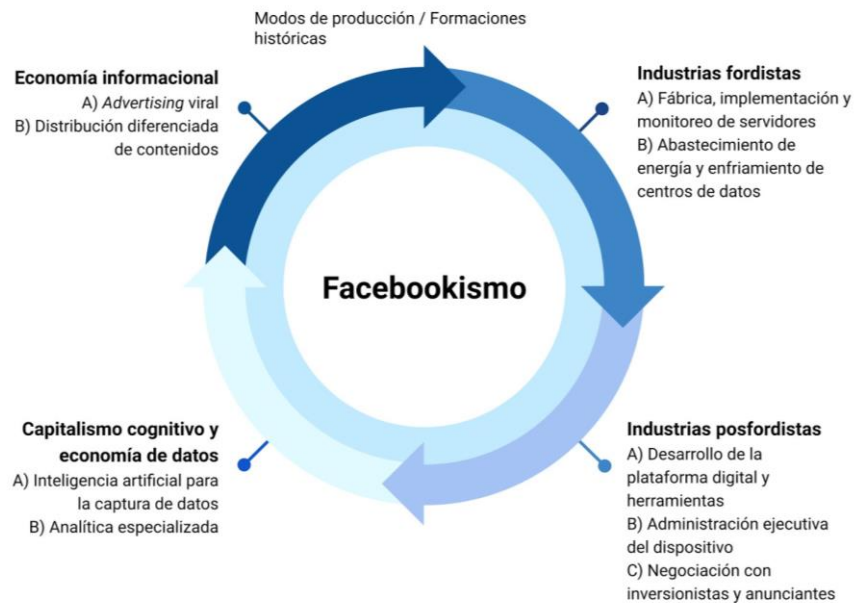 Modos de producción / Formaciones
históricas
Economía informacional
A) Advertising viral
B) Distribución diferenciada
de contenidos
Industrias fordistas
A) Fábrica, implementación y
monitoreo de servidores
B) Abastecimiento de
energía y enfriamiento de
centros de datos
Facebookismo
Capitalismo cognitivo y
economía de datos
A) Inteligencia artificial para
la captura de datos
B) Analítica especializada
Industrias posfordistas
A) Desarrollo de la
plataforma digital y
herramientas
B) Administración ejecutiva
del dispositivo
C) Negociación con
inversionistas y anunciantes